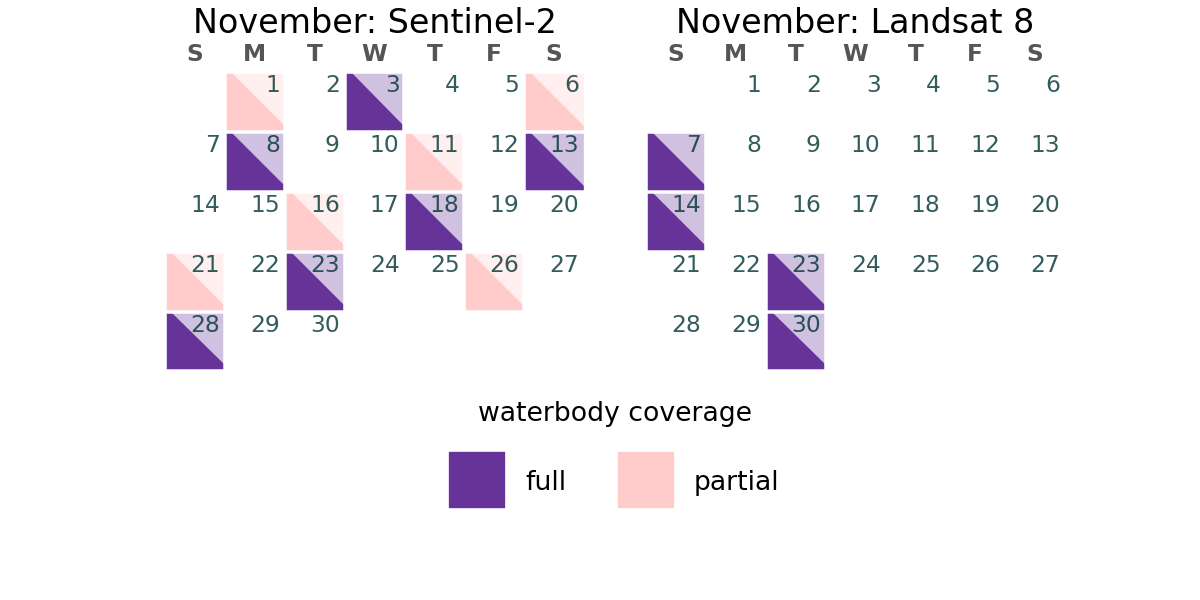 November: Sentinel-2
S M T W T F S
1 2 3 4 5 6
7 8 9 10 11 12 13
14 15 16 17 18 19 20
21 22 23 24 25 26 27
28 29 30
November: Landsat 8
S M T W T F S
1 2 3 4 5 6
7 8 9 10 11 12 13
14 15 16 17 18 19 20
21 22 23 24 25 26 27
28 29 30
waterbody coverage
full
partial